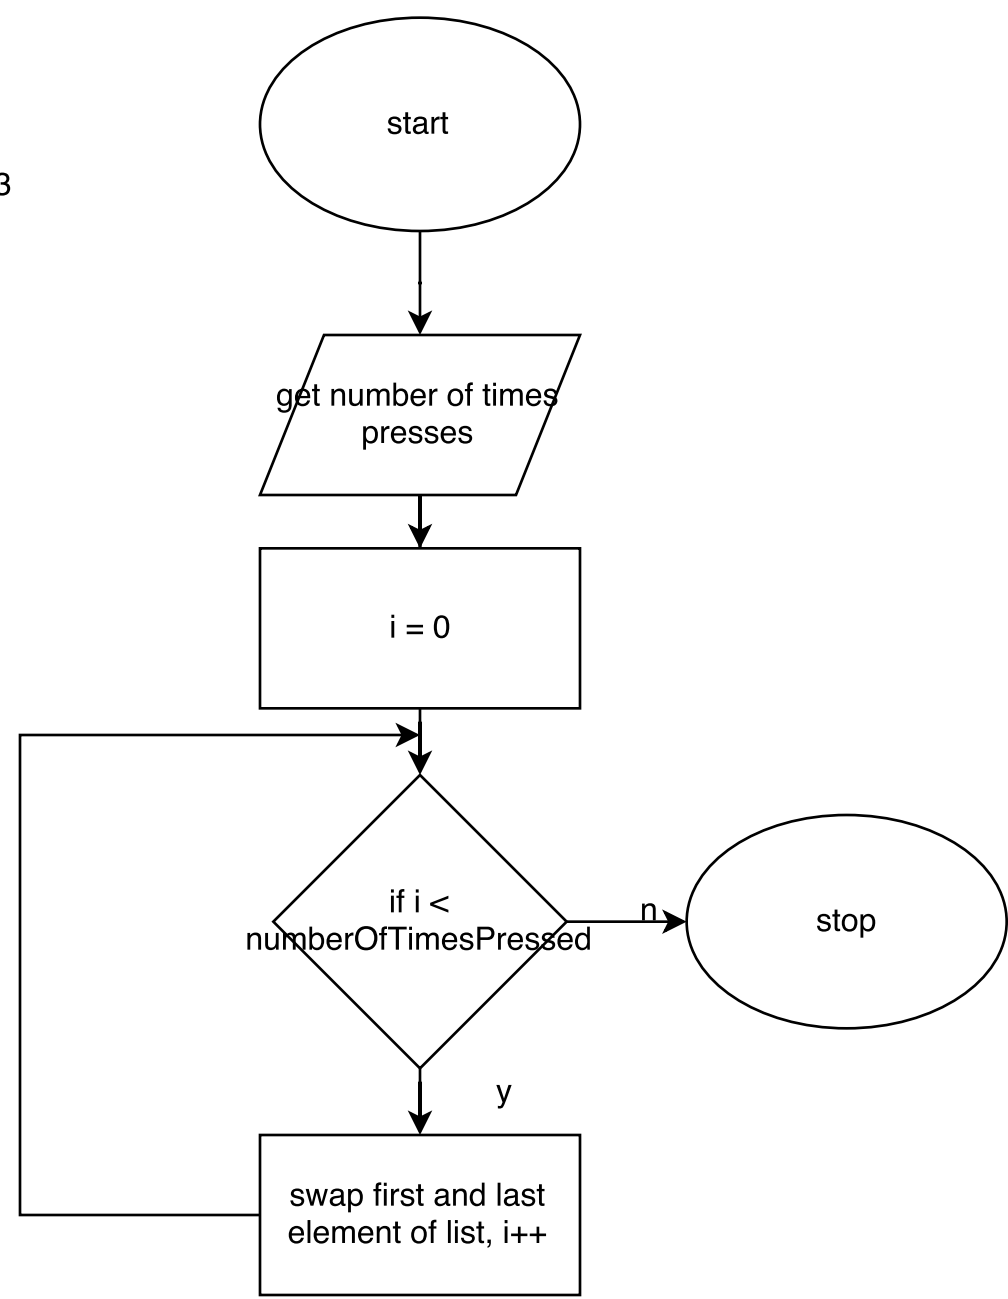 start
3
get number of times
presses
i = 0
if i <
numberOfTimesPressed
n
stop
y
swap first and last
element of list, i++